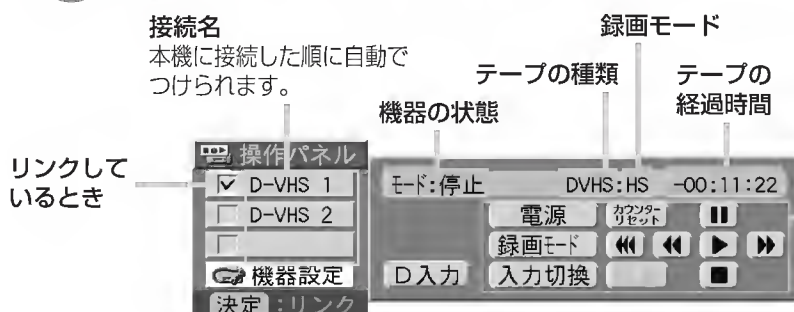 接続名
本機に接続した順に自動で
つけられます。
録画モード
テープの種類
テープの
経過時間
機器の状態
リンクして
いるとき
操作パネル
D-VHS 1
D-VHS 2
機器設定
決定:リンク
モード:停止 DVHS:HS -00:11:22
電源 カウンター
リセット
録画モード
D入力 入力切換